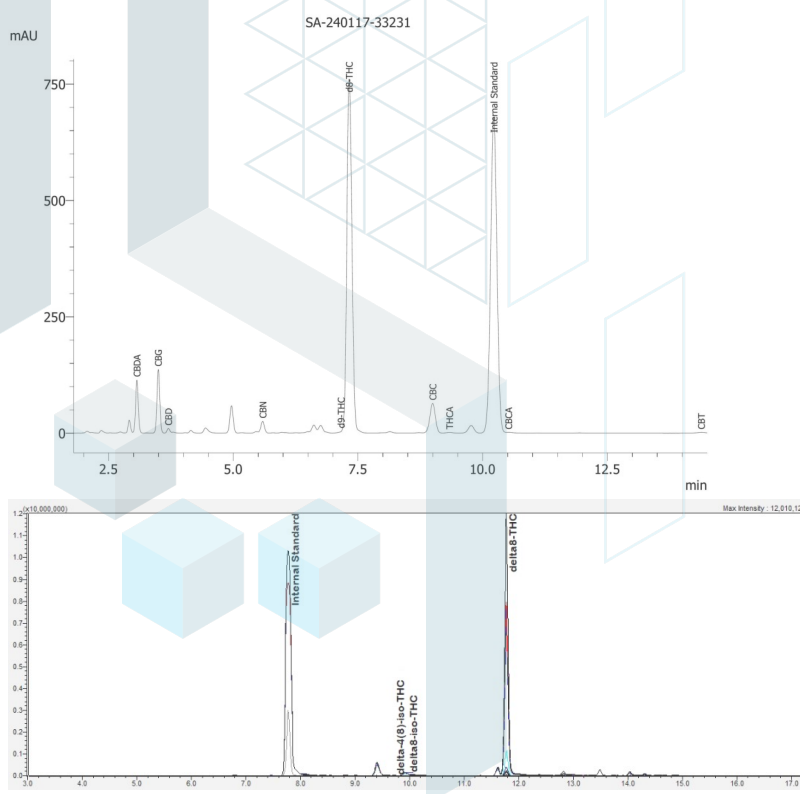 SA-240117-33231
mAU
750
500
250
0
CBDA
CBG
CBD
CBN
d9-THC
d8-THC
CBC
THCA
Internal Standard
CBCA
CBT
2.5 5.0 7.5 10.0 12.5
min
(x10,000,000)
Max Intensity : 12,010,12
1.2
1.1
1.0
0.9
0.8
0.7
0.6
0.5
0.4
0.3
0.2
0.1
0.0
Internal Standard
delta-4(8)-iso-THC
delta8-iso-THC
delta8-THC
3.0 4.0 5.0 6.0 7.0 8.0 9.0 10.0 11.0 12.0 13.0 14.0 15.0 16.0 17.0